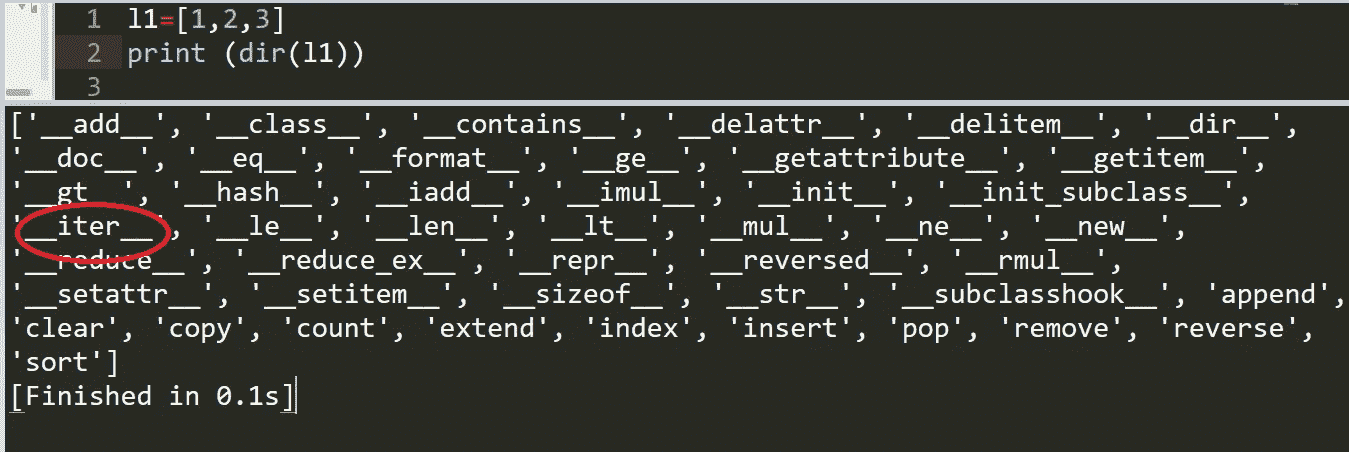 1 l1=[1,2,3]
2 print (dir(l1))
3
['__add__', '__class__', '__contains__', '__delattr__', '__delitem__', '__dir__',
'__doc__', '__eq__', '__format__', '__ge__', '__getattribute__', '__getitem__',
'__gt__', '__hash__', '__iadd__', '__imul__', '__init__', '__init_subclass__',
'__iter__', '__le__', '__len__', '__lt__', '__mul__', '__ne__', '__new__',
'__reduce__', '__reduce_ex__', '__repr__', '__reversed__', '__rmul__',
'__setattr__', '__setitem__', '__sizeof__', '__str__', '__subclasshook__', 'append',
'clear', 'copy', 'count', 'extend', 'index', 'insert', 'pop', 'remove', 'reverse',
'sort']
[Finished in 0.1s]